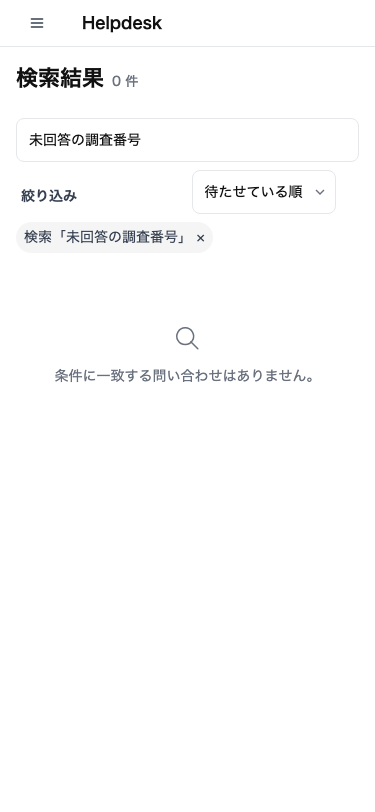 Helpdesk
検索結果 0 件
未回答の調査番号
絞り込み 待たせている順
検索「未回答の調査番号」 ×
条件に一致する問い合わせはありません。